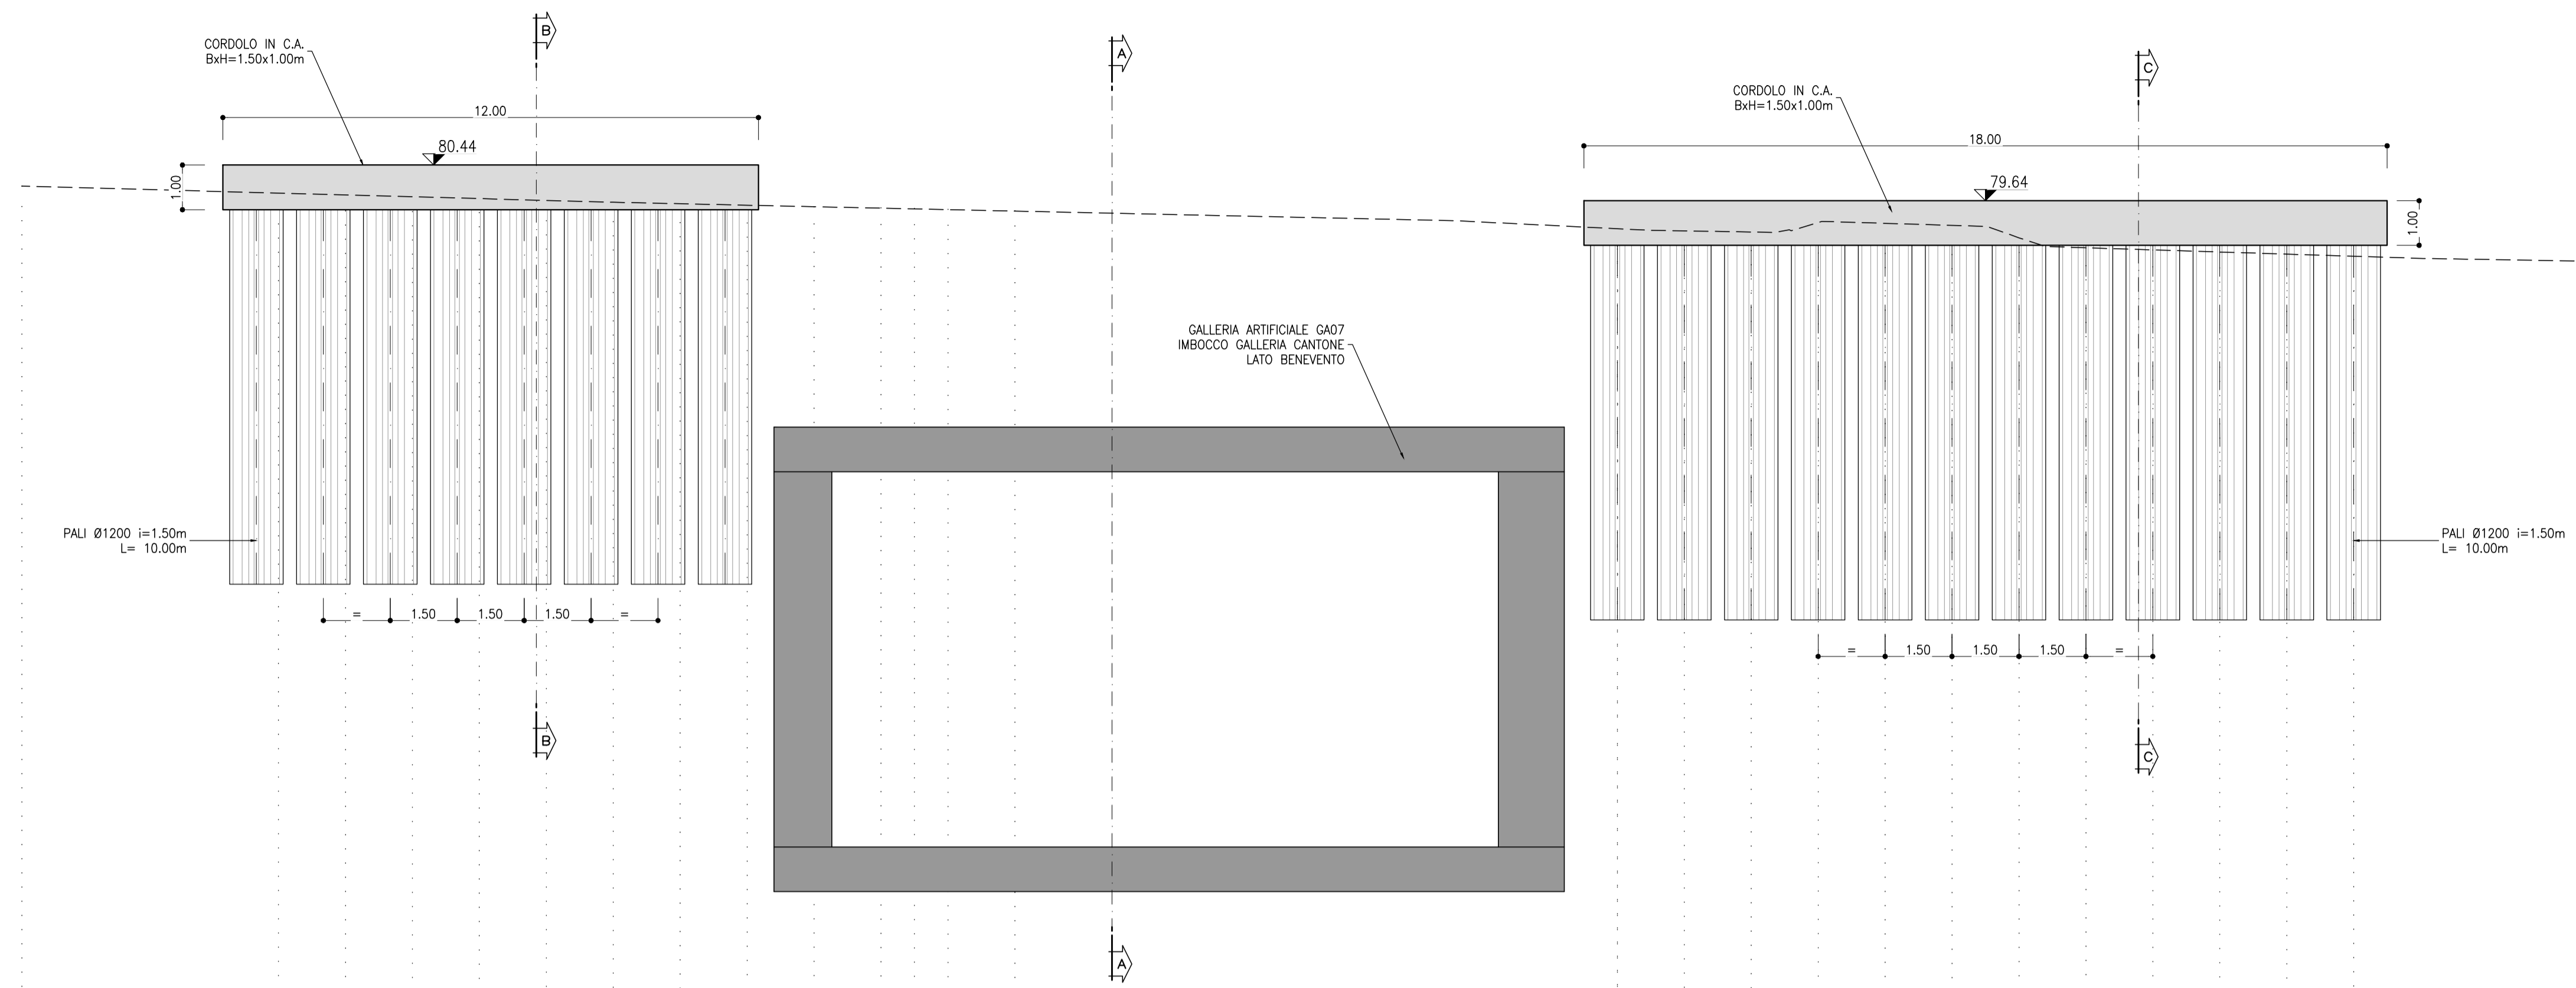 B
A
C
CORDOLO IN C.A.
BxH=1.50x1.00m
CORDOLO IN C.A.
BxH=1.50x1.00m
12.00
18.00
80.44
79.64
1.00
1.00
GALLERIA ARTIFICIALE GA07
IMBOCCO GALLERIA CANTONE
LATO BENEVENTO
PALI Ø1200 i=1.50m
L= 10.00m
PALI Ø1200 i=1.50m
L= 10.00m
= 1.50 1.50 1.50 =
= 1.50 1.50 1.50 =
B
C
A